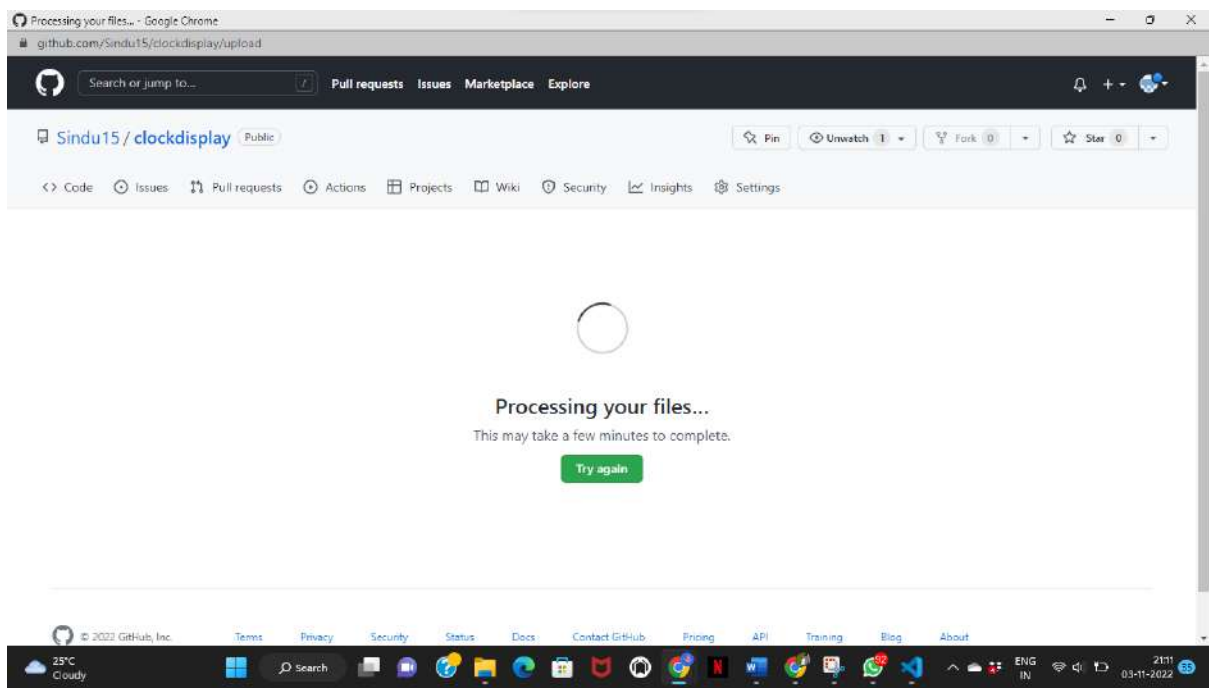 Processing your files... - Google Chrome
github.com/Sindu15/clockdisplay/upload
Search or jump to... / Pull requests Issues Marketplace Explore
Sindu15 / clockdisplay Public Pin Unwatch 1 Fork 0 Star 0
<> Code Issues Pull requests Actions Projects Wiki Security Insights Settings
Processing your files...
This may take a few minutes to complete.
Try again
© 2022 GitHub, Inc. Terms Privacy Security Status Docs Contact GitHub Pricing API Training Blog About
25°C
Cloudy
Search
ENG
IN
21:11
03-11-2022